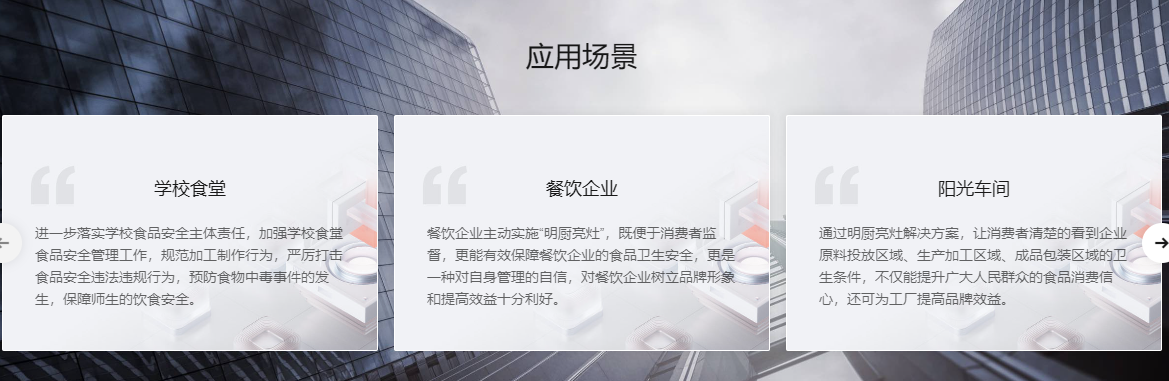 应用场景
学校食堂
进一步落实学校食品安全主体责任，加强学校食堂
食品安全管理工作，规范加工制作行为，严厉打击
食品安全违法违规行为，预防食物中毒事件的发
生，保障师生的饮食安全。
餐饮企业
餐饮企业主动实施“明厨亮灶”，既便于消费者监
督，更能有效保障餐饮企业的食品卫生安全，更是
一种对自身管理的自信，对餐饮企业树立品牌形象
和提高效益十分利好。
阳光车间
通过明厨亮灶解决方案，让消费者清楚的看到企业
原料投放区域、生产加工区域、成品包装区域的卫
生条件，不仅能提升广大人民群众的食品消费信
心，还可为工厂提高品牌效益。